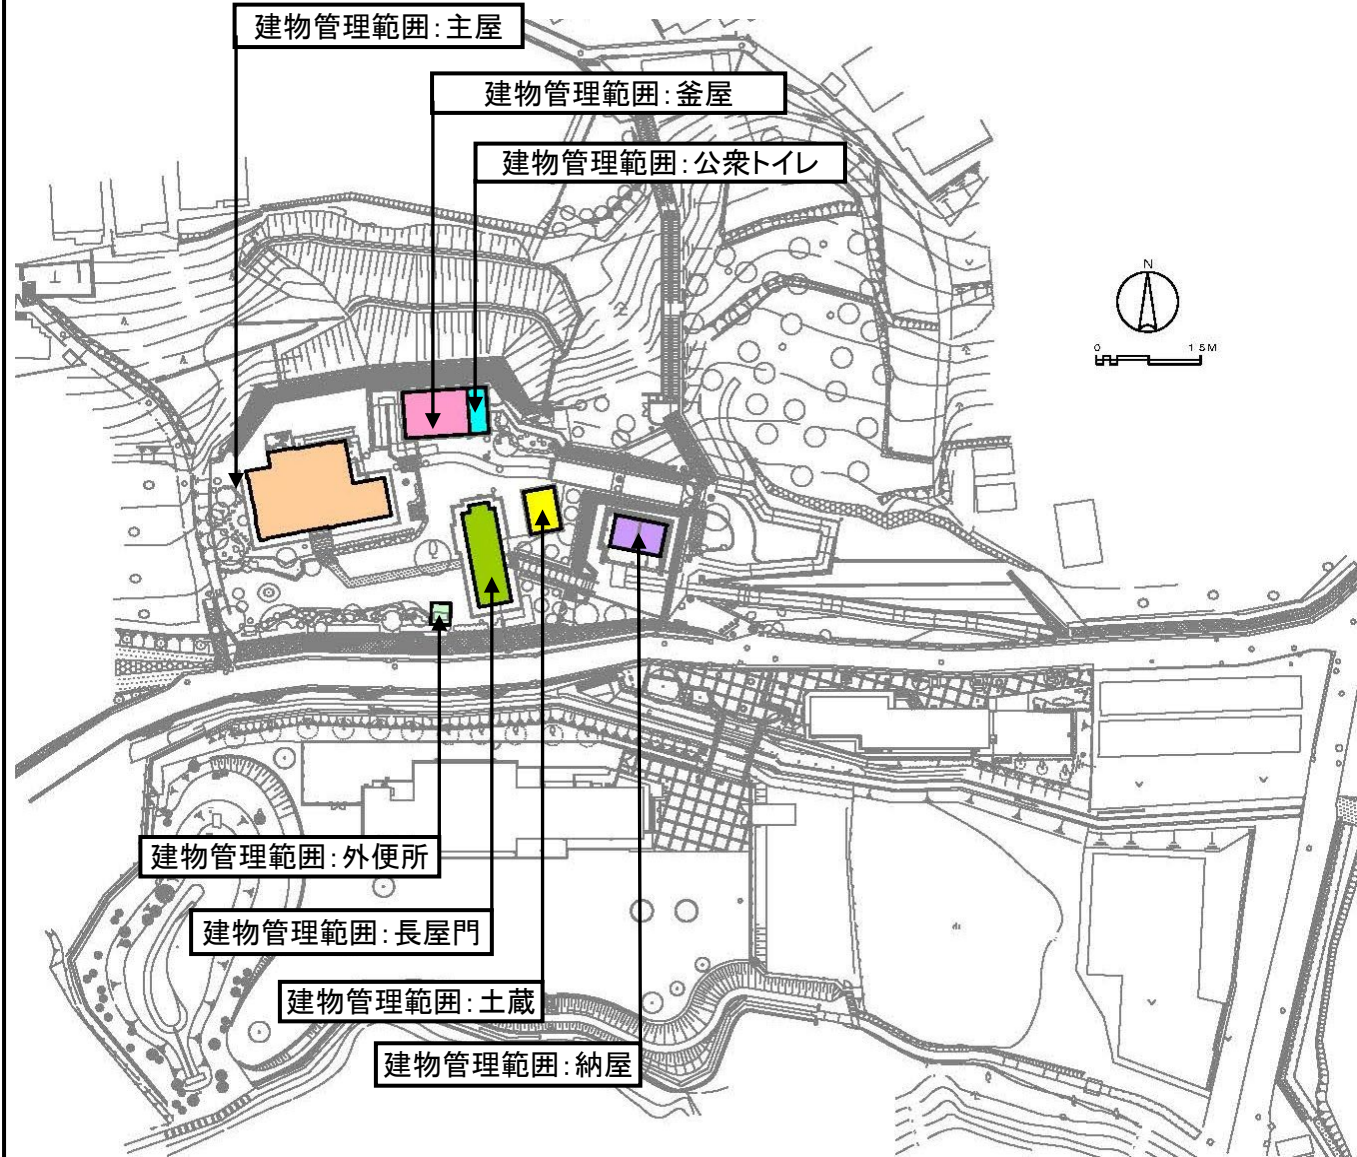 建物管理範囲：主屋
建物管理範囲：釜屋
建物管理範囲：公衆トイレ
N
0 15M
建物管理範囲：外便所
建物管理範囲：長屋門
建物管理範囲：土蔵
建物管理範囲：納屋